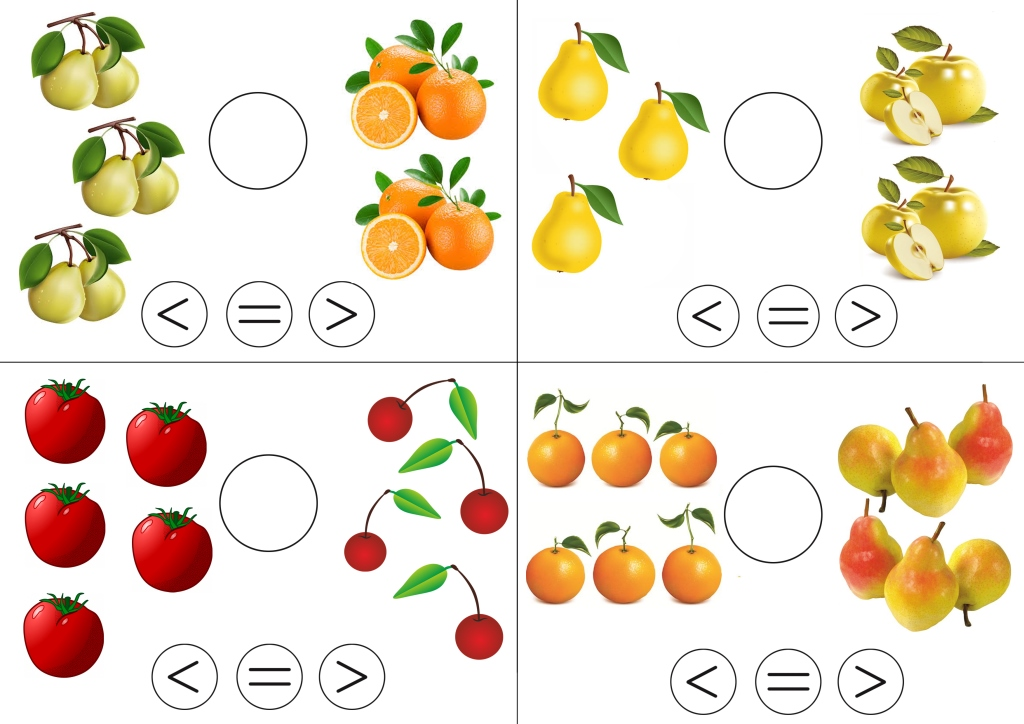 < = >
< = >
< = >
< = >